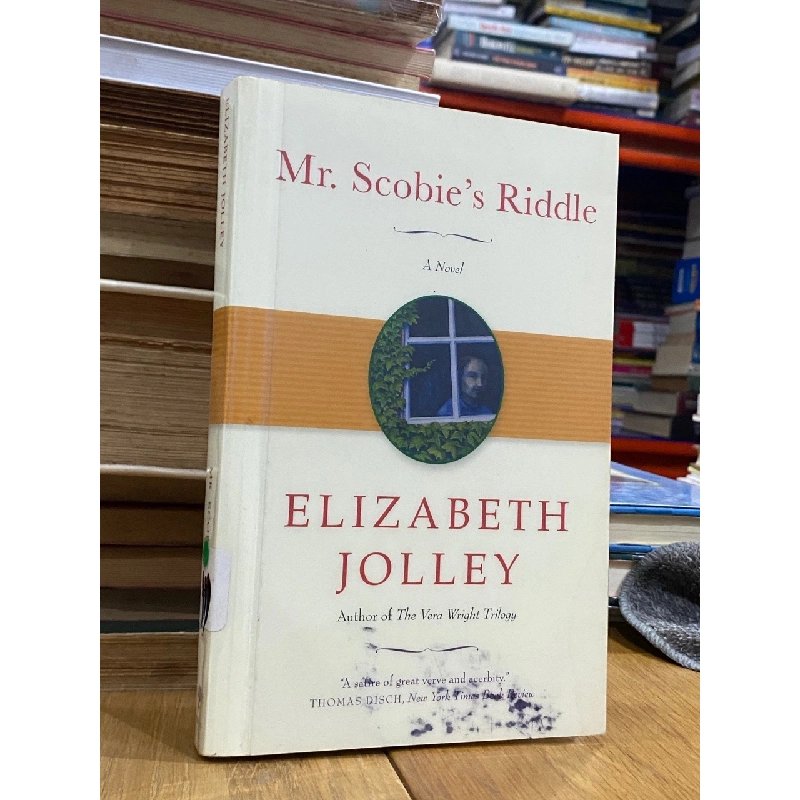 Mr. Scobie's Riddle
A Novel
ELIZABETH
JOLLEY
Author of The Vera Wright Trilogy
"A satire of great verve and acerbity."
THOMAS DISCH, New York Times Book Review
ELIZABETH JOLLEY